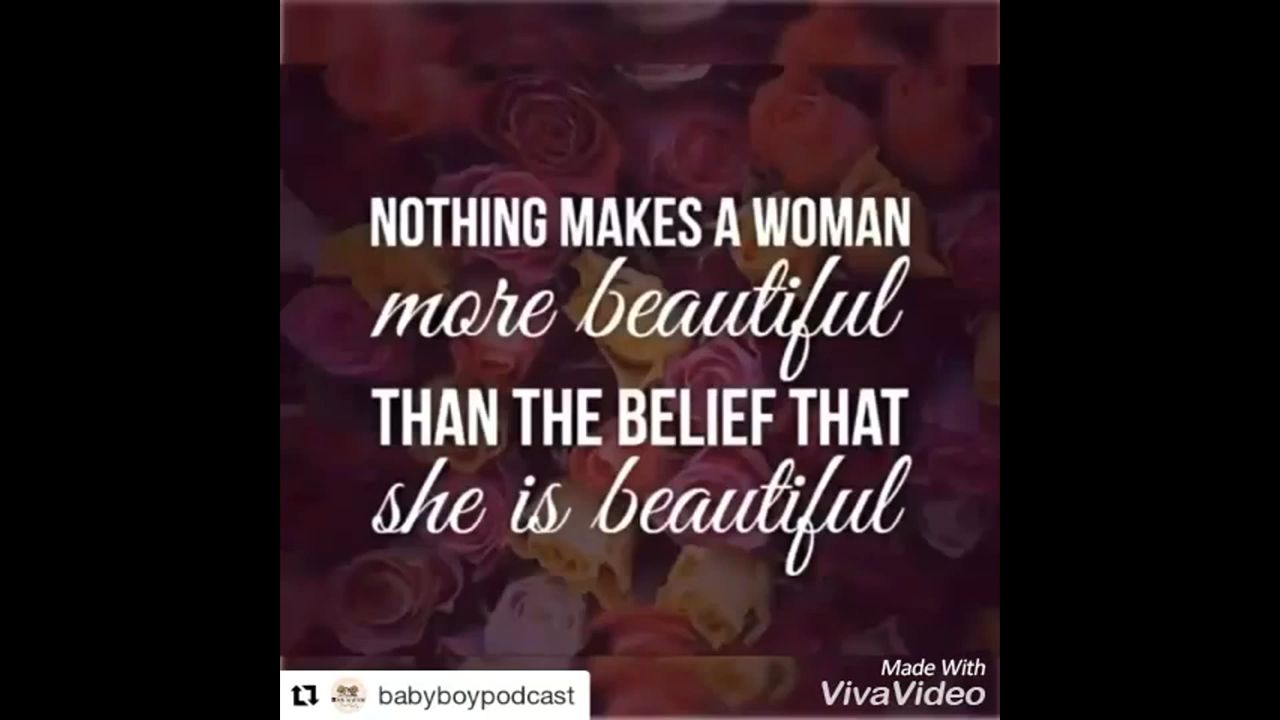 NOTHING MAKES A WOMAN
more beautiful
THAN THE BELIEF THAT
she is beautiful
Made With
VivaVideo
babyboypodcast